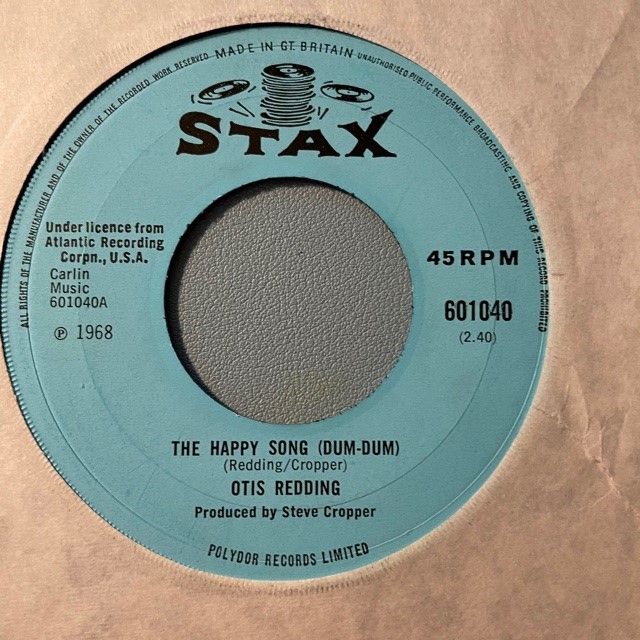 ALL RIGHTS OF THE MANUFACTURER AND OF THE OWNER OF THE RECORDED WORK RESERVED
MADE IN GT. BRITAIN
UNAUTHORISED PUBLIC PERFORMANCE BROADCASTING AND COPYING OF THIS RECORD PROHIBITED
STAX
Under licence from
Atlantic Recording
Corpn., U.S.A.
Carlin
Music
601040A
℗ 1968
45 RPM
601040
(2.40)
THE HAPPY SONG (DUM-DUM)
(Redding/Cropper)
OTIS REDDING
Produced by Steve Cropper
POLYDOR RECORDS LIMITED